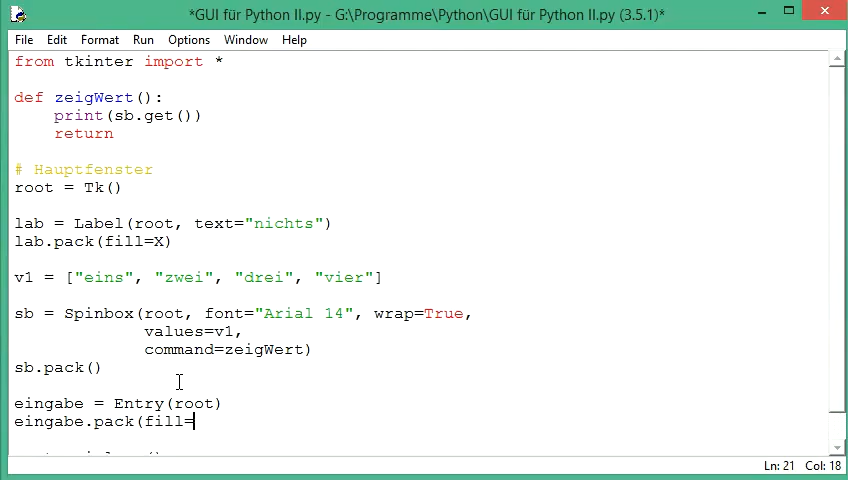 *GUI für Python II.py - G:\Programme\Python\GUI für Python II.py (3.5.1)*
File Edit Format Run Options Window Help
from tkinter import *
def zeigWert():
    print(sb.get())
    return
# Hauptfenster
root = Tk()
lab = Label(root, text="nichts")
lab.pack(fill=X)
v1 = ["eins", "zwei", "drei", "vier"]
sb = Spinbox(root, font="Arial 14", wrap=True,
             values=v1,
             command=zeigWert)
sb.pack()
eingabe = Entry(root)
eingabe.pack(fill=
Ln: 21 Col: 18